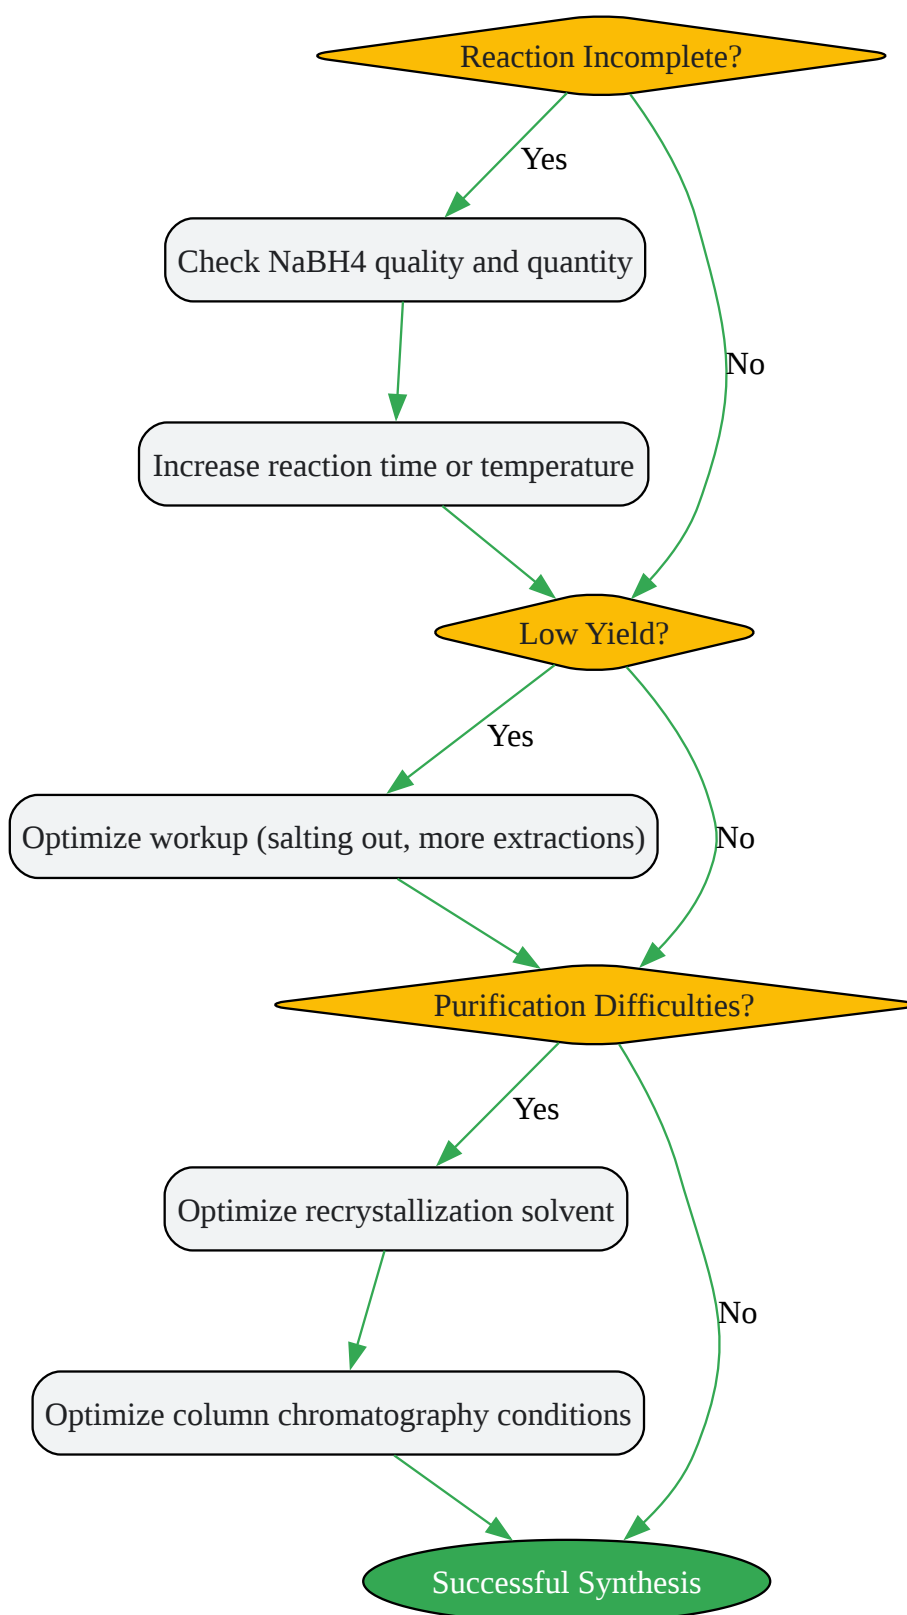 Reaction Incomplete?
Yes
Check NaBH4 quality and quantity
No
Increase reaction time or temperature
Low Yield?
Yes
Optimize workup (salting out, more extractions)
No
Purification Difficulties?
Yes
Optimize recrystallization solvent
No
Optimize column chromatography conditions
Successful Synthesis